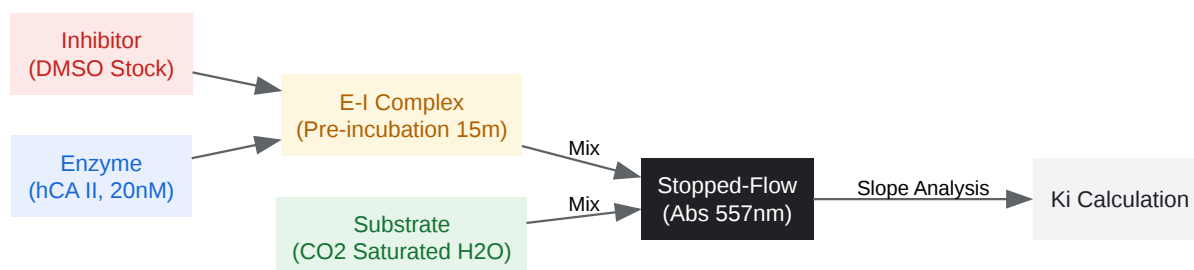 Inhibitor
(DMSO Stock)
Enzyme
(hCA II, 20nM)
E-I Complex
(Pre-incubation 15m)
Substrate
(CO2 Saturated H2O)
Mix
Mix
Stopped-Flow
(Abs 557nm)
Slope Analysis
Ki Calculation